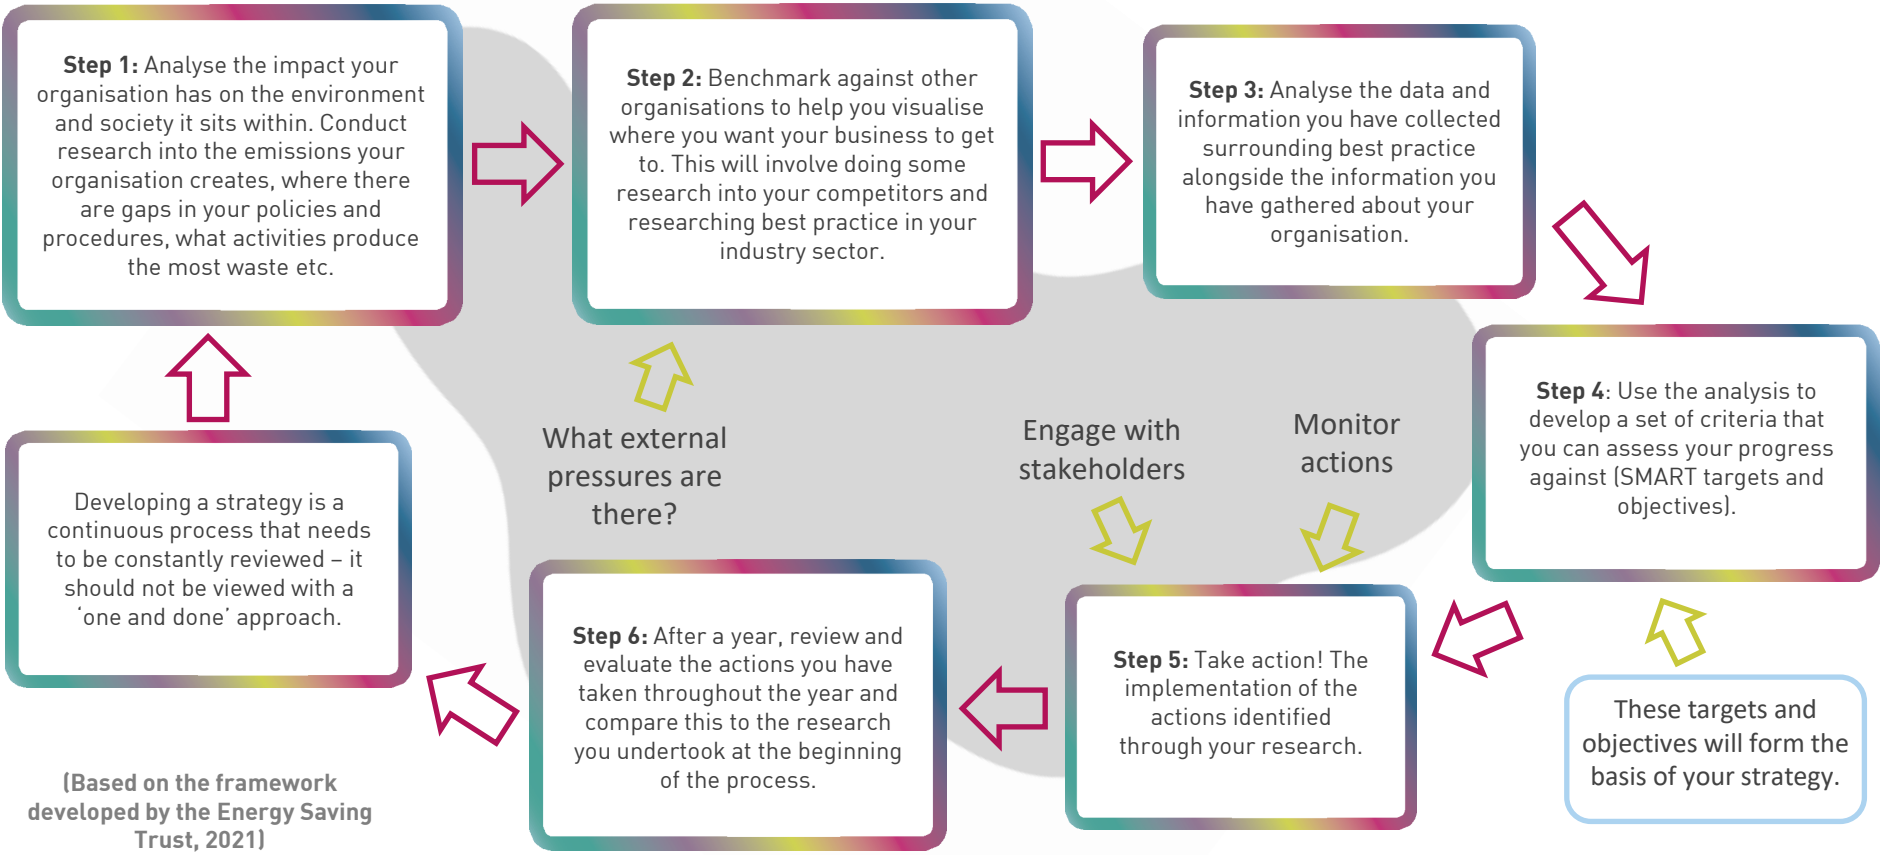 Step 1: Analyse the impact your
organisation has on the environment
and society it sits within. Conduct
research into the emissions your
organisation creates, where there
are gaps in your policies and
procedures, what activities produce
the most waste etc.
Step 2: Benchmark against other
organisations to help you visualise
where you want your business to get
to. This will involve doing some
research into your competitors and
researching best practice in your
industry sector.
Step 3: Analyse the data and
information you have collected
surrounding best practice
alongside the information you
have gathered about your
organisation.
Step 4: Use the analysis to
develop a set of criteria that
you can assess your progress
against (SMART targets and
objectives).
These targets and
objectives will form the
basis of your strategy.
What external
pressures are
there?
Engage with
stakeholders
Monitor
actions
Step 5: Take action! The
implementation of the
actions identified
through your research.
Step 6: After a year, review and
evaluate the actions you have
taken throughout the year and
compare this to the research
you undertook at the beginning
of the process.
Developing a strategy is a
continuous process that needs
to be constantly reviewed – it
should not be viewed with a
‘one and done’ approach.
(Based on the framework
developed by the Energy Saving
Trust, 2021)